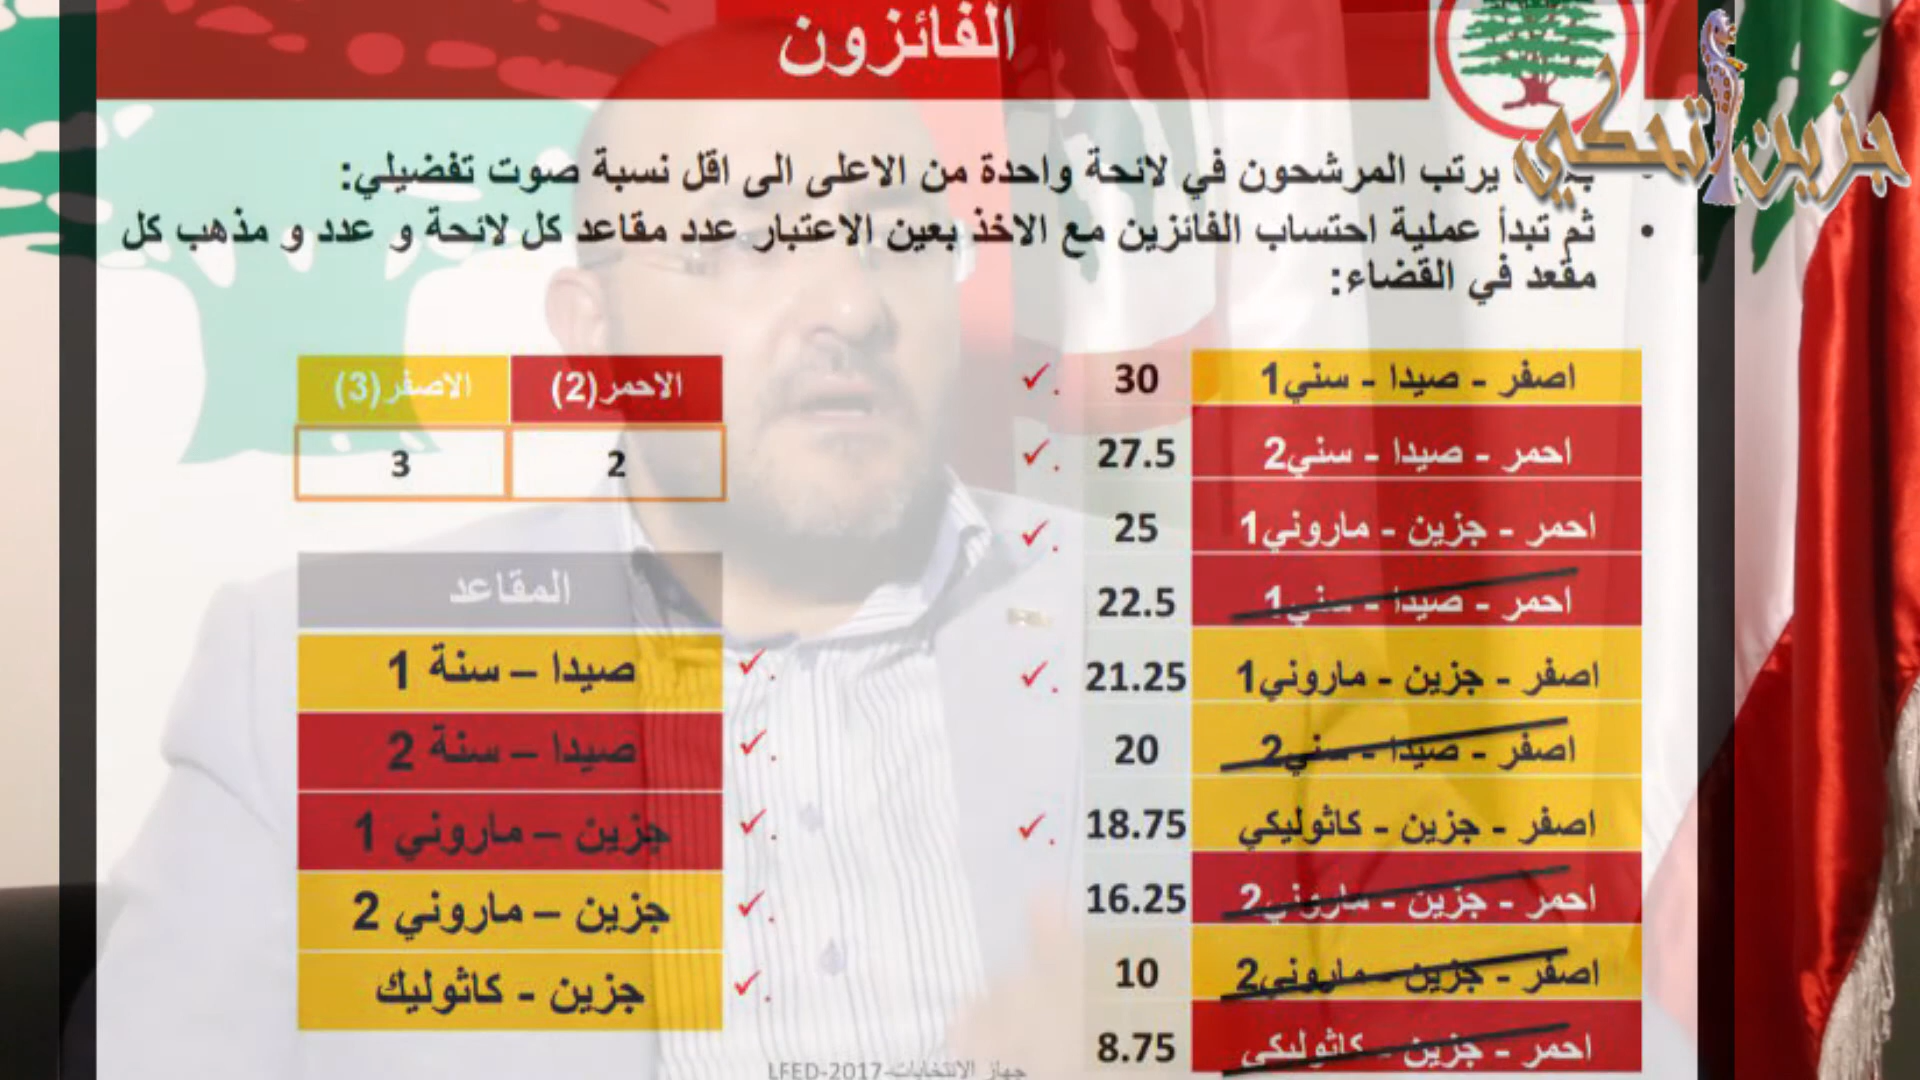 الفائزون
جزين تحكي
يرتب المرشحون في لائحة واحدة من الاعلى الى اقل نسبة صوت تفضيلي:
• ثم تبدأ عملية احتساب الفائزين مع الاخذ بعين الاعتبار عدد مقاعد كل لائحة و عدد و مذهب كل
مقعد في القضاء:
اصفر - صيدا - سني1 30
احمر - صيدا - سني2 27.5
احمر - جزين - ماروني1 25
احمر - صيدا - سني1 22.5
اصفر - جزين - ماروني1 21.25
اصفر - صيدا - سني2 20
اصفر - جزين - كاثوليكي 18.75
احمر - جزين - ماروني2 16.25
اصفر - جزين - ماروني2 10
احمر - جزين - كاثوليكي 8.75
الاحمر(2) الاصفر(3)
2 3
المقاعد
صيدا – سنة 1
صيدا – سنة 2
جزين – ماروني 1
جزين – ماروني 2
جزين - كاثوليك
جهاز الانتخابات-LFED-2017